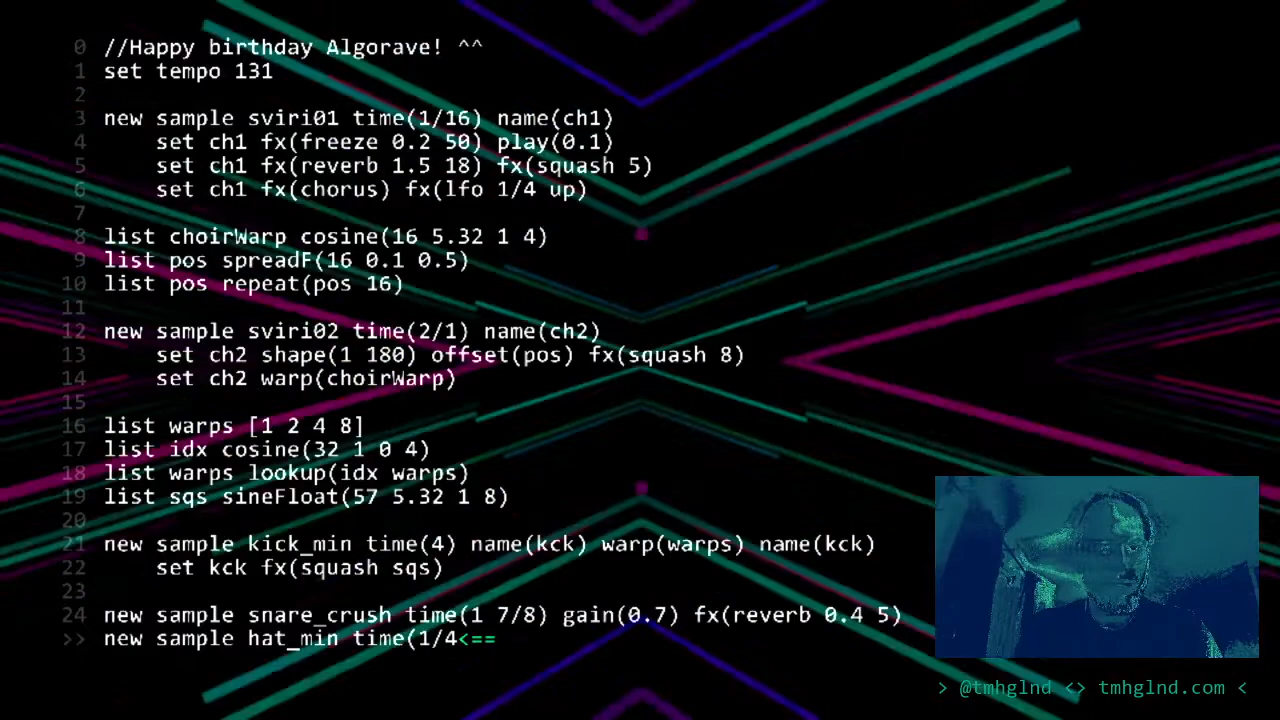 0 //Happy birthday Algorave! ^^
1 set tempo 131
2
3 new sample sviri01 time(1/16) name(ch1)
4 set ch1 fx(freeze 0.2 50) play(0.1)
5 set ch1 fx(reverb 1.5 18) fx(squash 5)
6 set ch1 fx(chorus) fx(lfo 1/4 up)
7
8 list choirWarp cosine(16 5.32 1 4)
9 list pos spreadF(16 0.1 0.5)
10 list pos repeat(pos 16)
11
12 new sample sviri02 time(2/1) name(ch2)
13 set ch2 shape(1 180) offset(pos) fx(squash 8)
14 set ch2 warp(choirWarp)
15
16 list warps [1 2 4 8]
17 list idx cosine(32 1 0 4)
18 list warps lookup(idx warps)
19 list sqs sineFloat(57 5.32 1 8)
20
21 new sample kick_min time(4) name(kck) warp(warps) name(kck)
22 set kck fx(squash sqs)
23
24 new sample snare_crush time(1 7/8) gain(0.7) fx(reverb 0.4 5)
>> new sample hat_min time(1/4<==
> @tmhglnd <> tmhglnd.com <